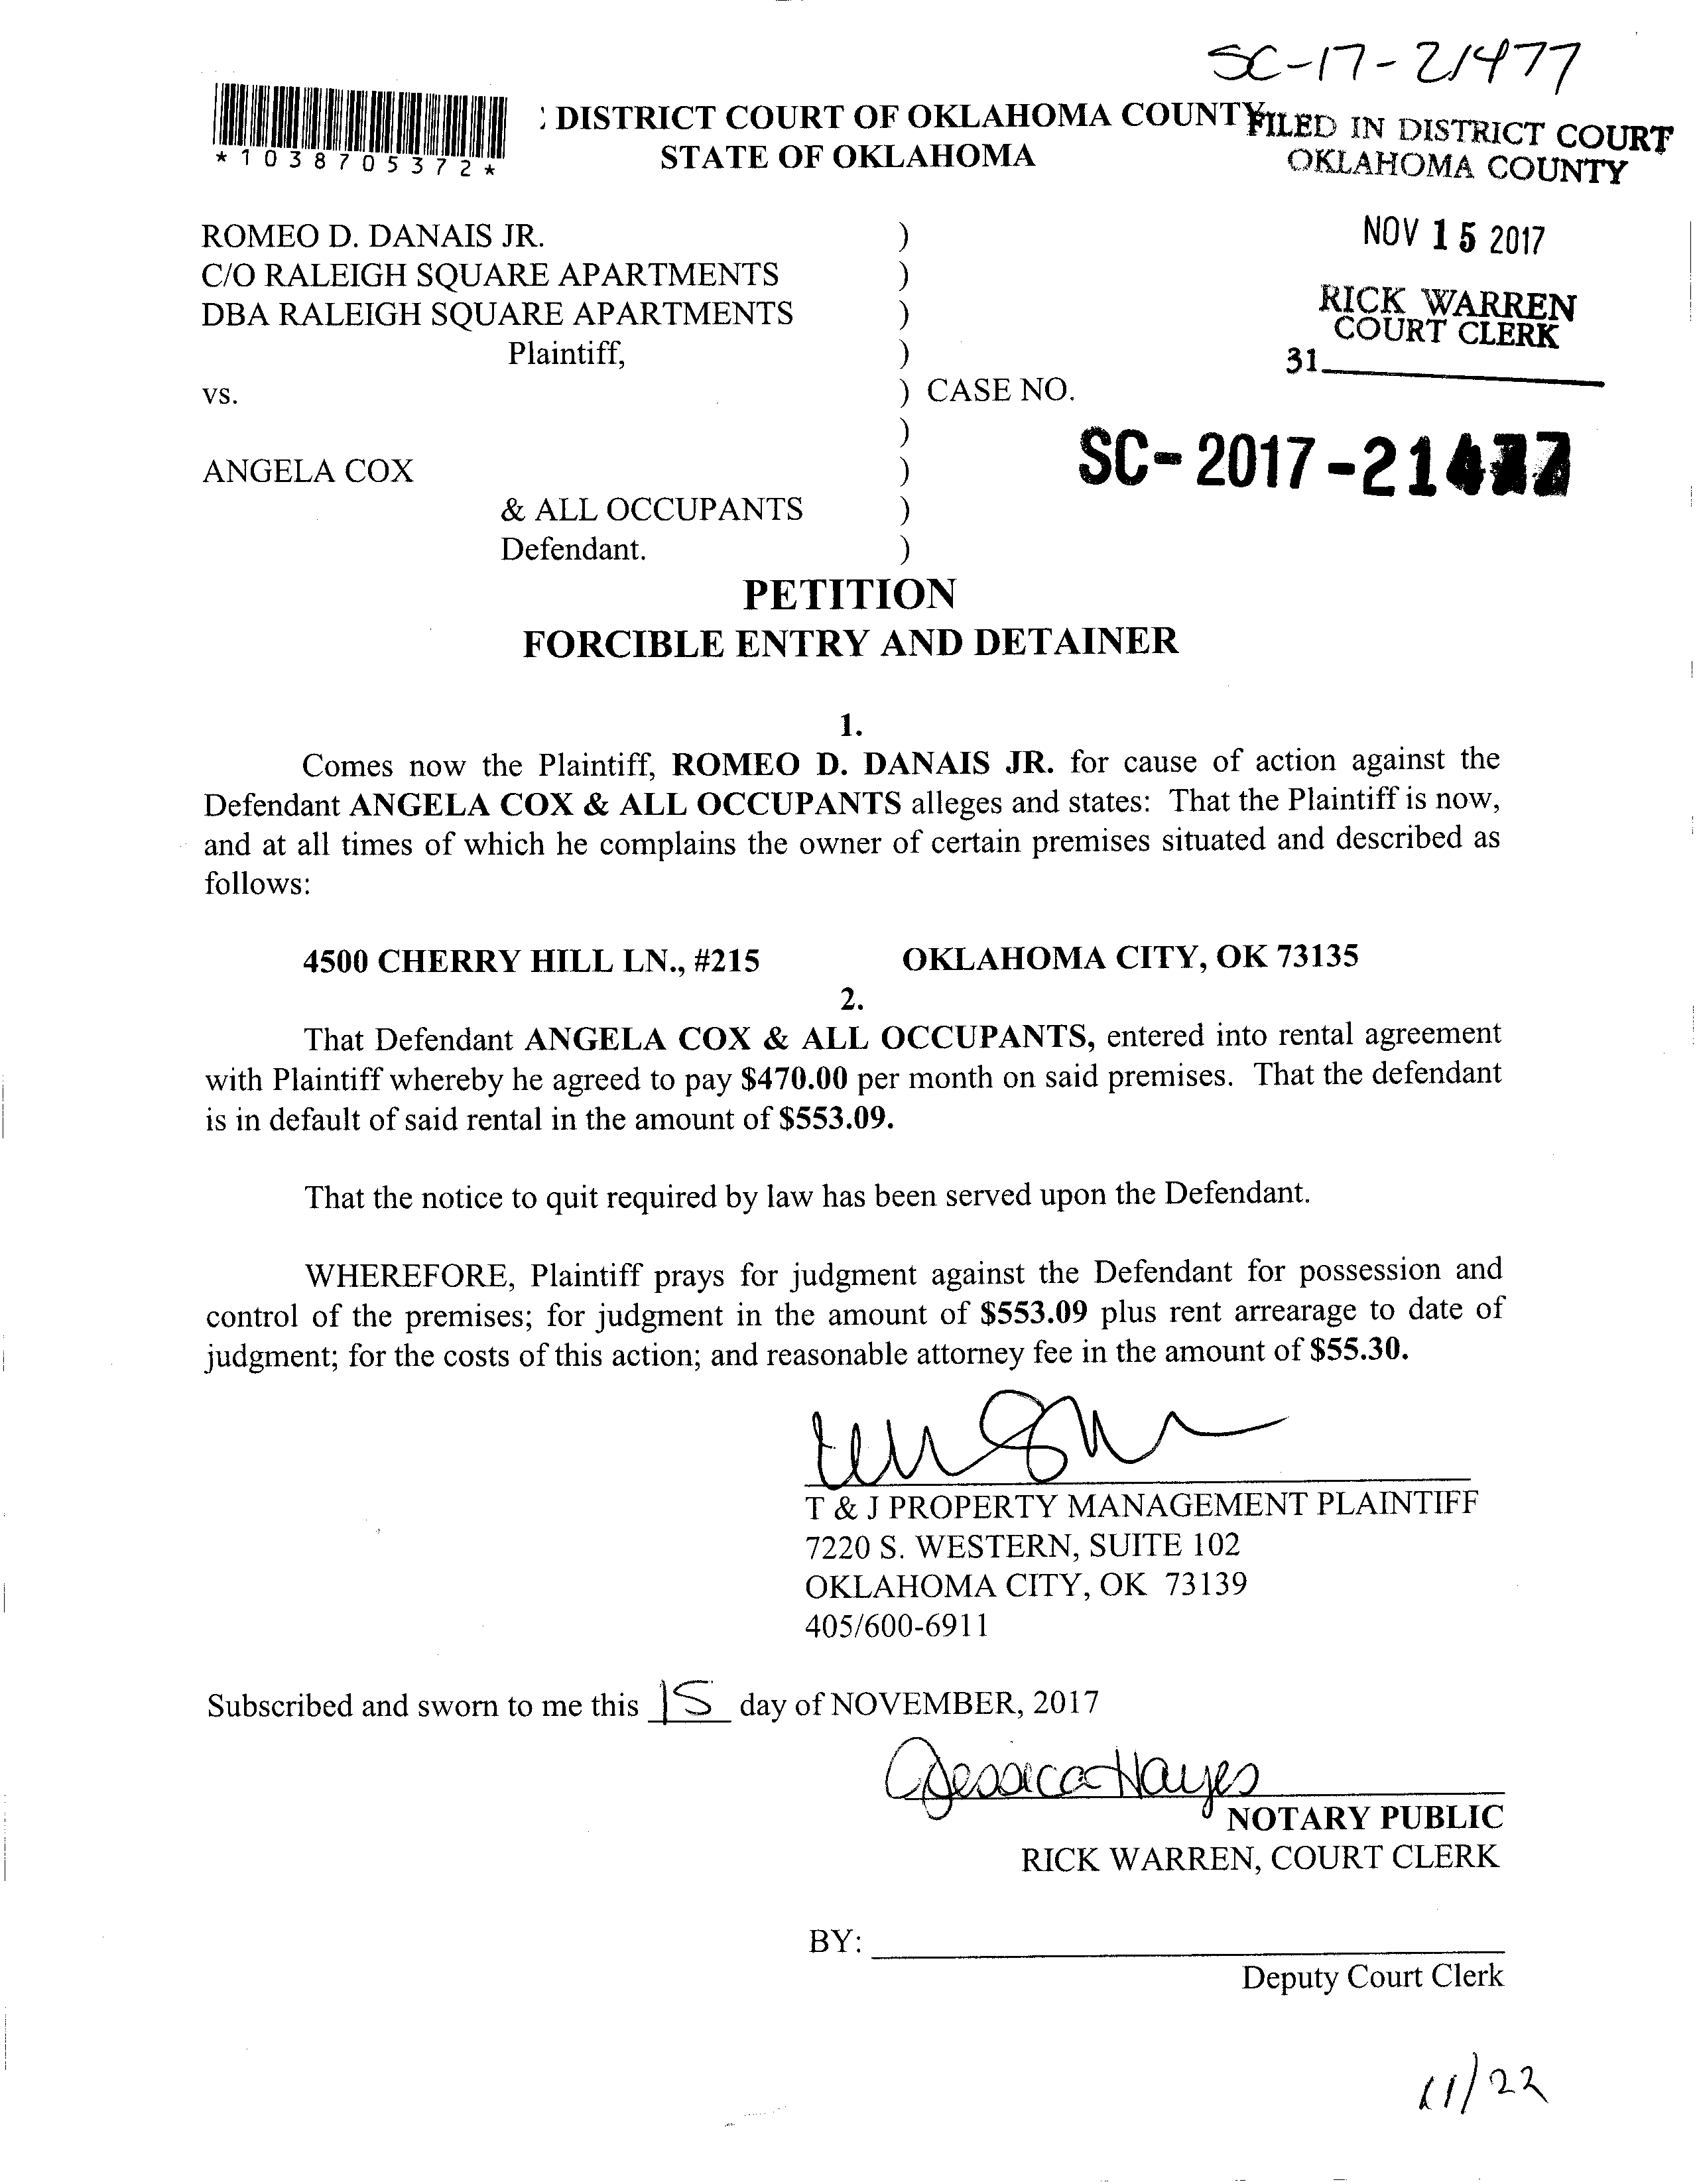 SC-17-21477
*1038705372*
: DISTRICT COURT OF OKLAHOMA COUNTY
STATE OF OKLAHOMA
FILED IN DISTRICT COURT
OKLAHOMA COUNTY
NOV 15 2017
RICK WARREN
COURT CLERK
31
ROMEO D. DANAIS JR. )
C/O RALEIGH SQUARE APARTMENTS )
DBA RALEIGH SQUARE APARTMENTS )
Plaintiff, )
vs. ) CASE NO.
)
SC-2017-21477
ANGELA COX )
& ALL OCCUPANTS )
Defendant. )
PETITION
FORCIBLE ENTRY AND DETAINER
1.
Comes now the Plaintiff, ROMEO D. DANAIS JR. for cause of action against the
Defendant ANGELA COX & ALL OCCUPANTS alleges and states: That the Plaintiff is now,
and at all times of which he complains the owner of certain premises situated and described as
follows:
4500 CHERRY HILL LN., #215 OKLAHOMA CITY, OK 73135
2.
That Defendant ANGELA COX & ALL OCCUPANTS, entered into rental agreement
with Plaintiff whereby he agreed to pay $470.00 per month on said premises. That the defendant
is in default of said rental in the amount of $553.09.
That the notice to quit required by law has been served upon the Defendant.
WHEREFORE, Plaintiff prays for judgment against the Defendant for possession and
control of the premises; for judgment in the amount of $553.09 plus rent arrearage to date of
judgment; for the costs of this action; and reasonable attorney fee in the amount of $55.30.
T & J PROPERTY MANAGEMENT PLAINTIFF
7220 S. WESTERN, SUITE 102
OKLAHOMA CITY, OK 73139
405/600-6911
Subscribed and sworn to me this 15 day of NOVEMBER, 2017
Jessica Hayes
NOTARY PUBLIC
RICK WARREN, COURT CLERK
BY:
Deputy Court Clerk
11/22